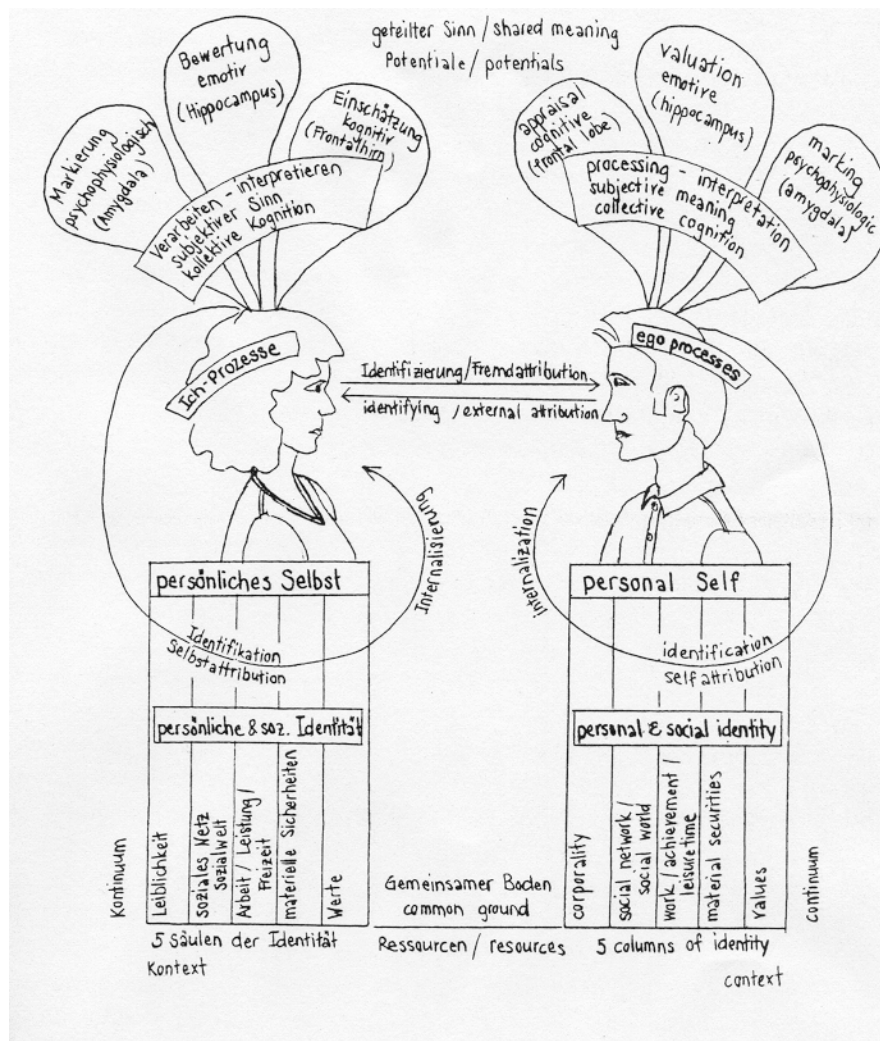 geteilter Sinn / shared meaning
Potentiale / potentials
Markierung
psychophysiologisch
(Amygdala)
Bewertung
emotiv
(Hippocampus)
Einschätzung
kognitiv
(Frontalhirn)
Verarbeiten - interpretieren
subjektiver Sinn
kollektive Kognition
Ich-Prozesse
appraisal
cognitive
(frontal lobe)
Valuation
emotive
(hippocampus)
marking
psychophysiologic
(amygdala)
processing - interpretation
subjective meaning
collective cognition
ego processes
Identifizierung/Fremdattribution
identifying / external attribution
Internalisierung
internalization
persönliches Selbst
Identifikation
Selbstattribution
persönliche & soz. Identität
Kontinuum
Leiblichkeit
soziales Netz
Sozialwelt
Arbeit / Leistung /
Freizeit
materielle Sicherheiten
Werte
5 Säulen der Identität
Kontext
Gemeinsamer Boden
common ground
Ressourcen / resources
personal Self
identification
self attribution
personal & social identity
corporality
social network /
social world
work / achievement /
leisure time
material securities
values
continuum
5 columns of identity
context